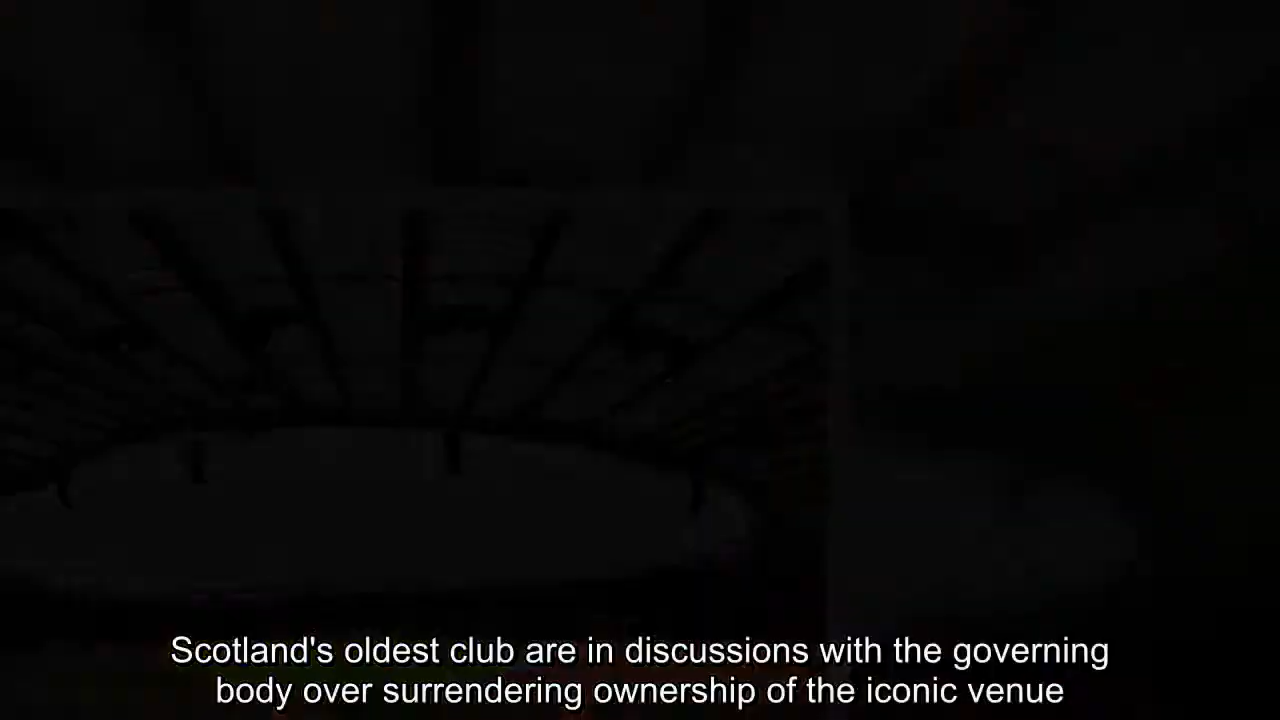 Scotland's oldest club are in discussions with the governing
body over surrendering ownership of the iconic venue